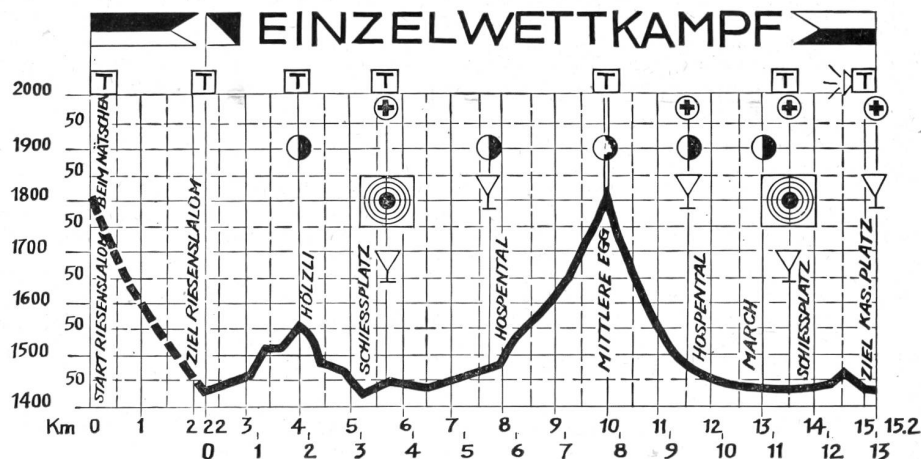 EINZELWETTKAMPF
T T T T T T T
2000
50
1900
50
1800
50
1700
50
1600
50
1500
50
1400
START RIESENSLALOM BEIM NÄTSCHEN
ZIEL RIESENSLALOM
HÖLZLI
SCHIESSPLATZ
HOSPENTAL
MITTLERE EGG
HOSPENTAL
MARCH
SCHIESSPLATZ
ZIEL KAS.PLATZ
Km 0 1 2 2.2 3 4 5 6 7 8 9 10 11 12 13 14 15 15.2
0 1 2 3 4 5 6 7 8 9 10 11 12 13